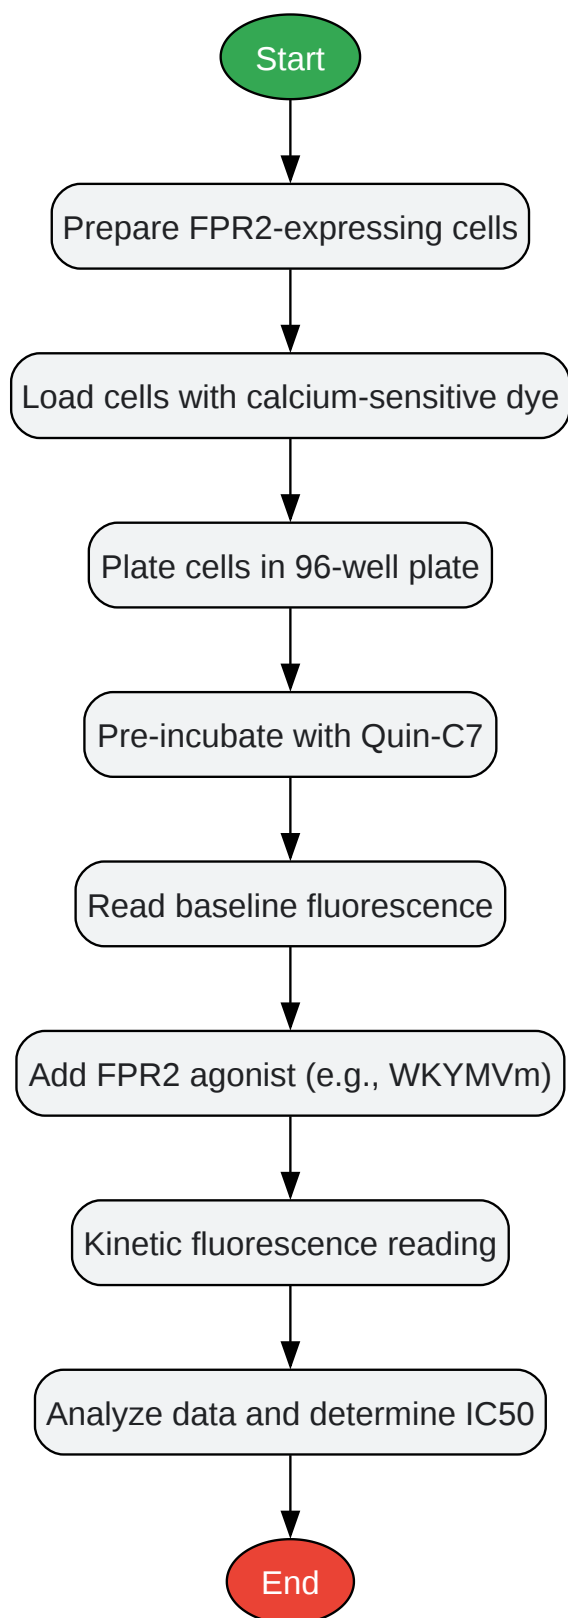 Start
Prepare FPR2-expressing cells
Load cells with calcium-sensitive dye
Plate cells in 96-well plate
Pre-incubate with Quin-C7
Read baseline fluorescence
Add FPR2 agonist (e.g., WKYMVm)
Kinetic fluorescence reading
Analyze data and determine IC50
End